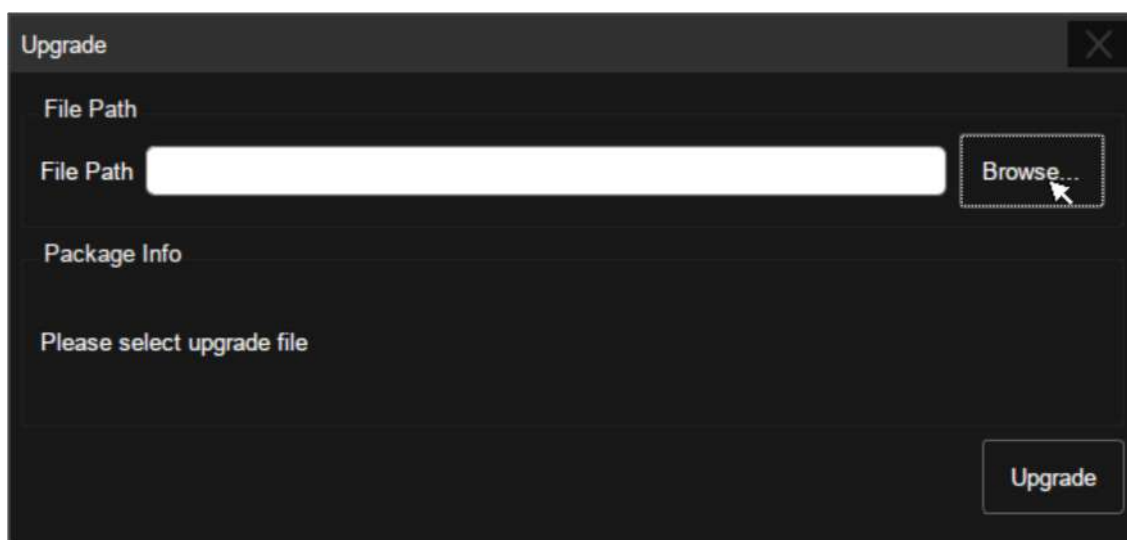 Upgrade
File Path
File Path
Browse...
Package Info
Please select upgrade file
Upgrade